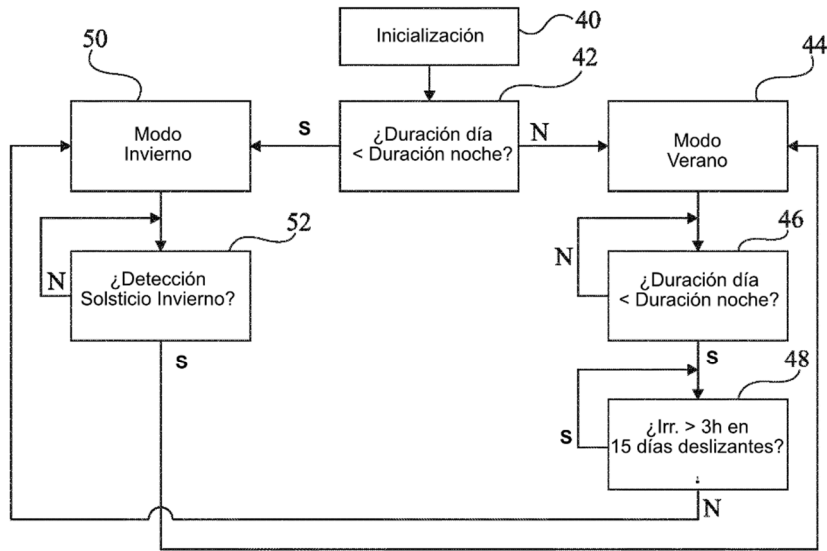 Inicialización
40
50
42
44
Modo
Invierno
S
¿Duración día
< Duración noche?
N
Modo
Verano
52
46
N
¿Detección
Solsticio Invierno?
N
¿Duración día
< Duración noche?
S
S
48
S
¿Irr. > 3h en
15 días deslizantes?
N